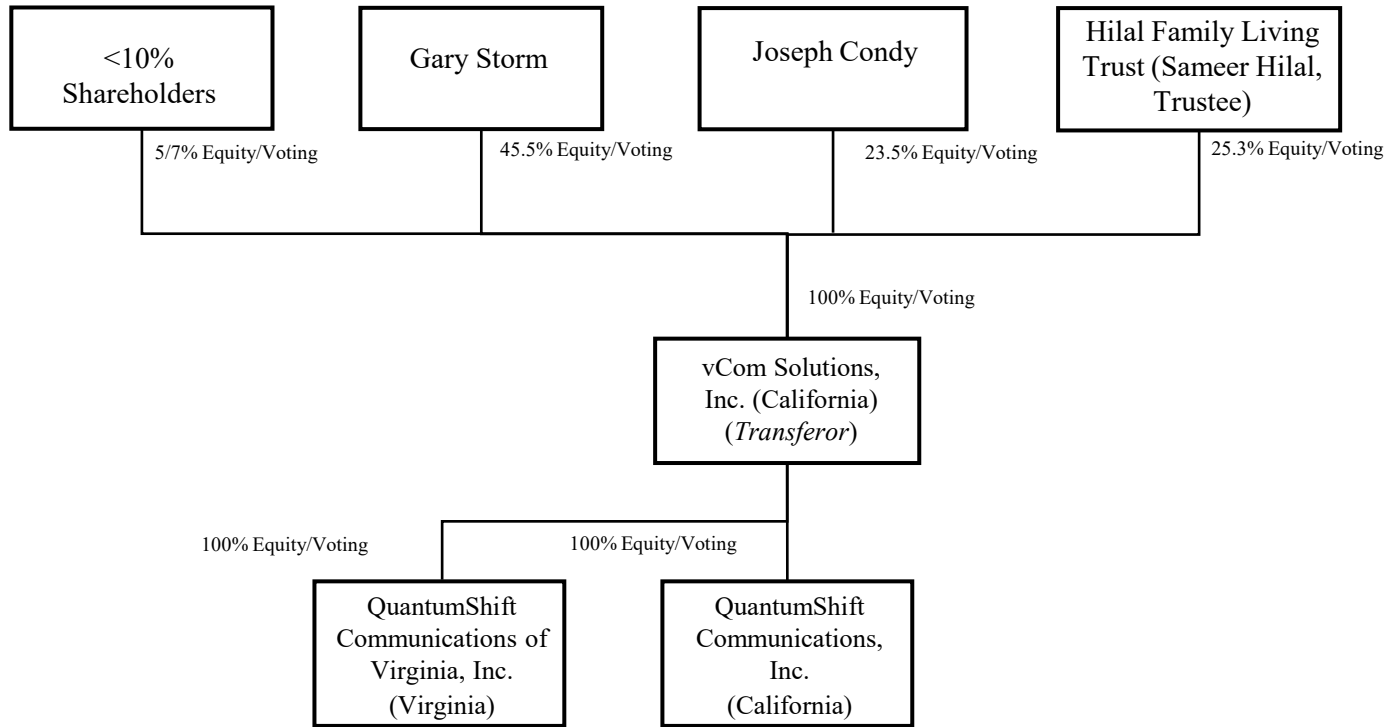 <10%
Shareholders
Gary Storm
Joseph Condy
Hilal Family Living
Trust (Sameer Hilal,
Trustee)
5/7% Equity/Voting
45.5% Equity/Voting
23.5% Equity/Voting
25.3% Equity/Voting
100% Equity/Voting
vCom Solutions,
Inc. (California)
(Transferor)
100% Equity/Voting
100% Equity/Voting
QuantumShift
Communications of
Virginia, Inc.
(Virginia)
QuantumShift
Communications,
Inc.
(California)